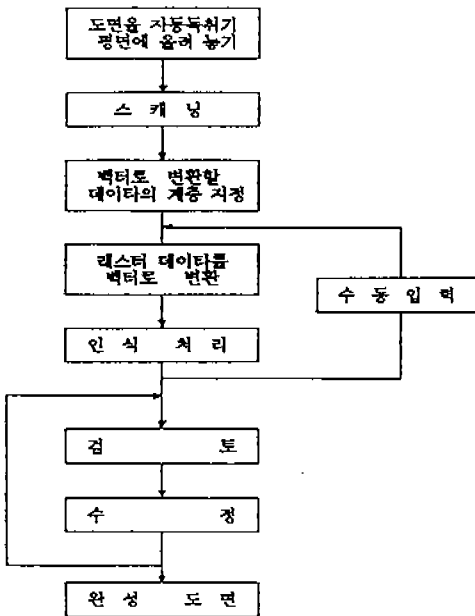 도면을 자동독취기
평면에 올려 놓기
스 캐 닝
벡터로 변환할
데이타의 계층 지정
래스터 데이타를
벡터로 변환
수 동 입 력
인 식 처 리
검 토
수 정
완 성 도 면